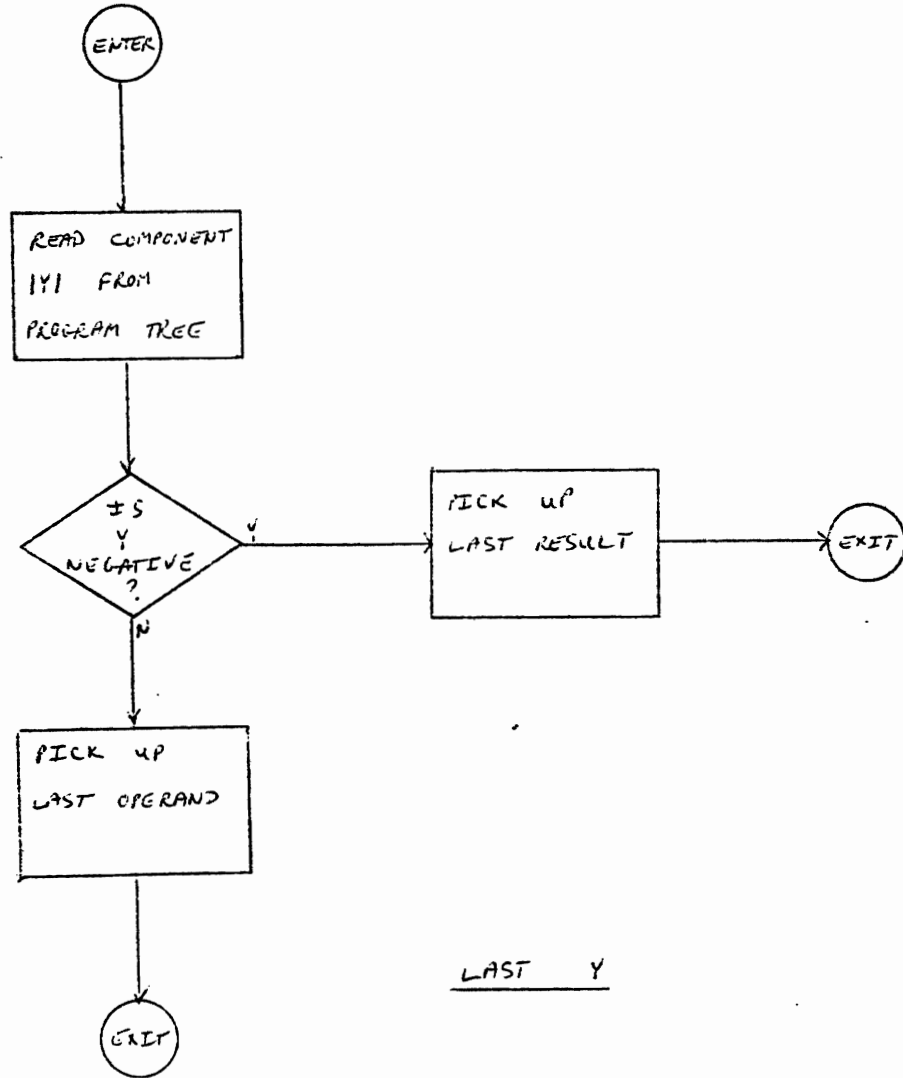 ENTER
READ COMPONENT
|Y| FROM
PROGRAM TREE
IS
Y
NEGATIVE
?
Y
PICK UP
LAST RESULT
EXIT
N
PICK UP
LAST OPERAND
LAST Y
EXIT